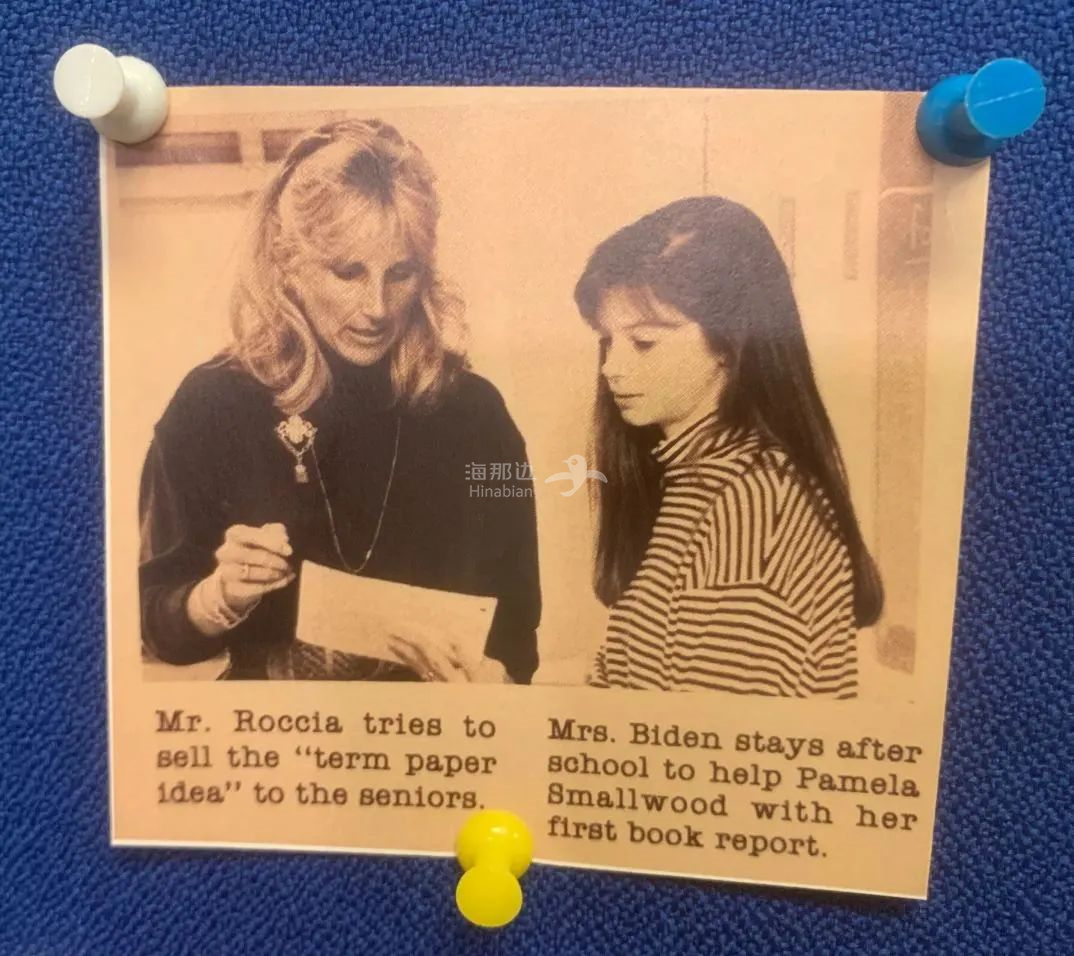 海那边
Hinabian
Mr. Roccia tries to
sell the “term paper
idea” to the seniors.
Mrs. Biden stays after
school to help Pamela
Smallwood with her
first book report.